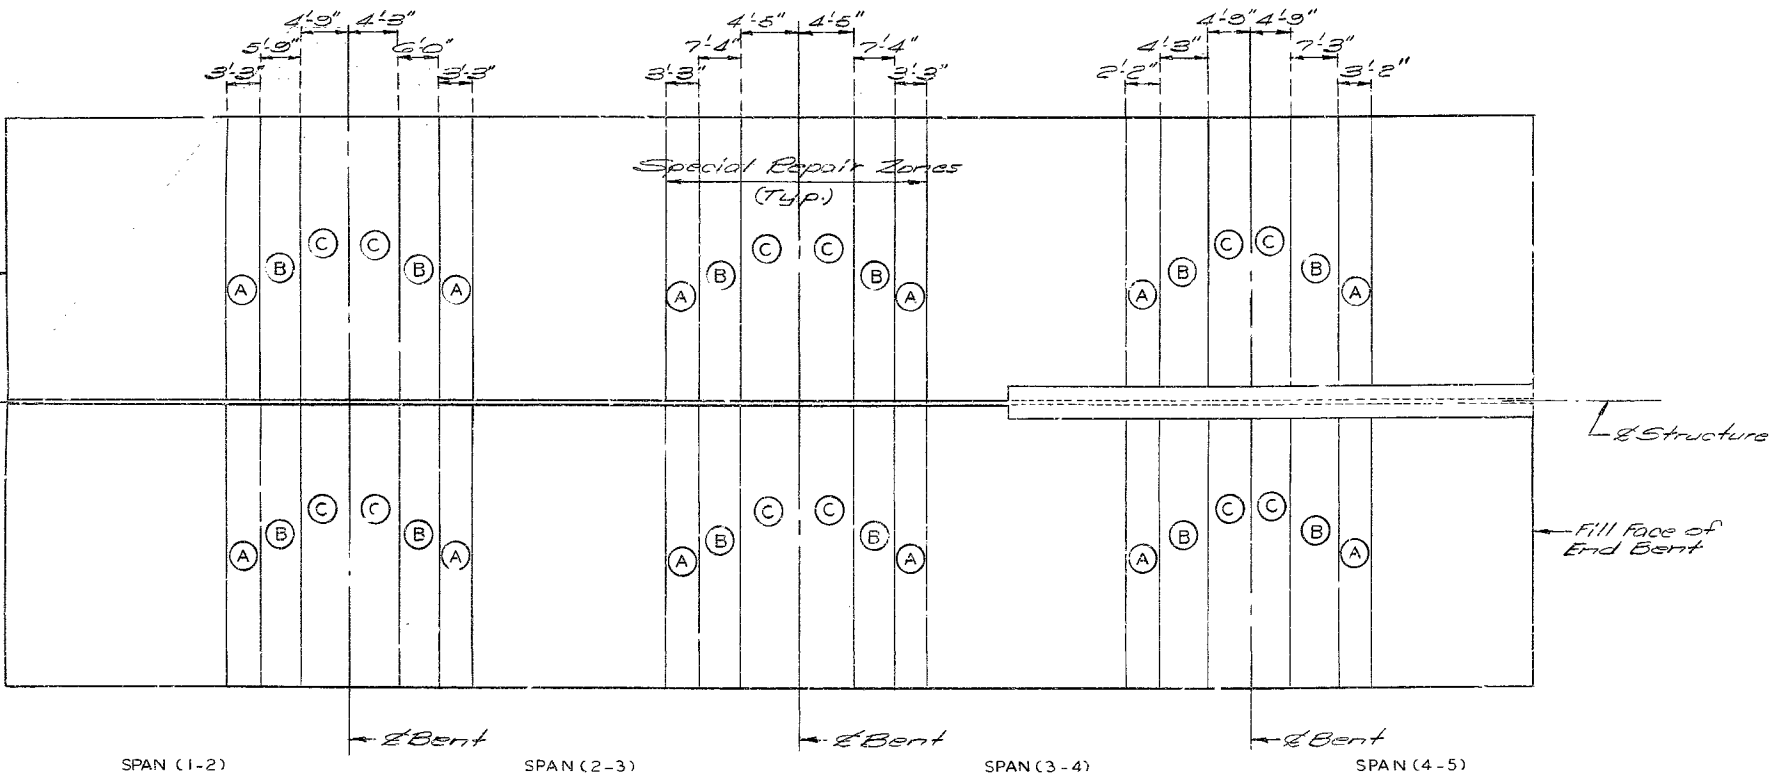 4'-9" 4'-3" 4'-5" 4'-5" 4'-9" 4'-9"
5'-9" 6'-0" 7'-4" 7'-4" 4'-3" 7'-3"
3'-3" 3'-3" 3'-3" 3'-3" 2'-2" 3'-2"
Special Repair Zones
(Typ.)
C C C C C C
B B B B B B
A A A A A A
℄ Structure
C C C C C C
B B B B B B
A A A A A A
Fill Face of
End Bent
℄ Bent ℄ Bent ℄ Bent
SPAN (1-2) SPAN (2-3) SPAN (3-4) SPAN (4-5)